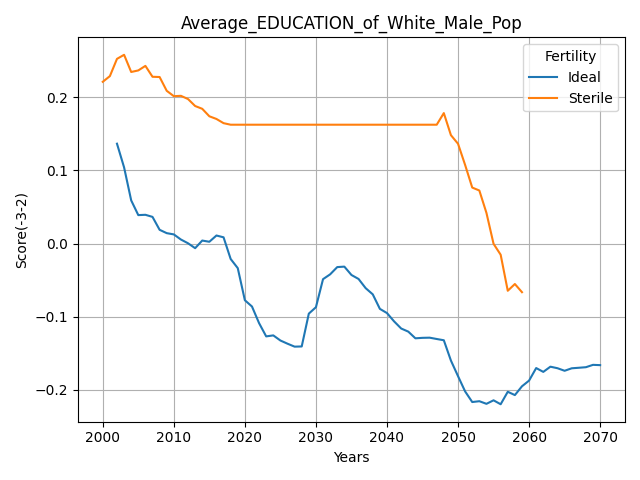 Average_EDUCATION_of_White_Male_Pop
Fertility
Ideal
Sterile
Score(-3-2)
0.2
0.1
0.0
−0.1
−0.2
2000 2010 2020 2030 2040 2050 2060 2070
Years